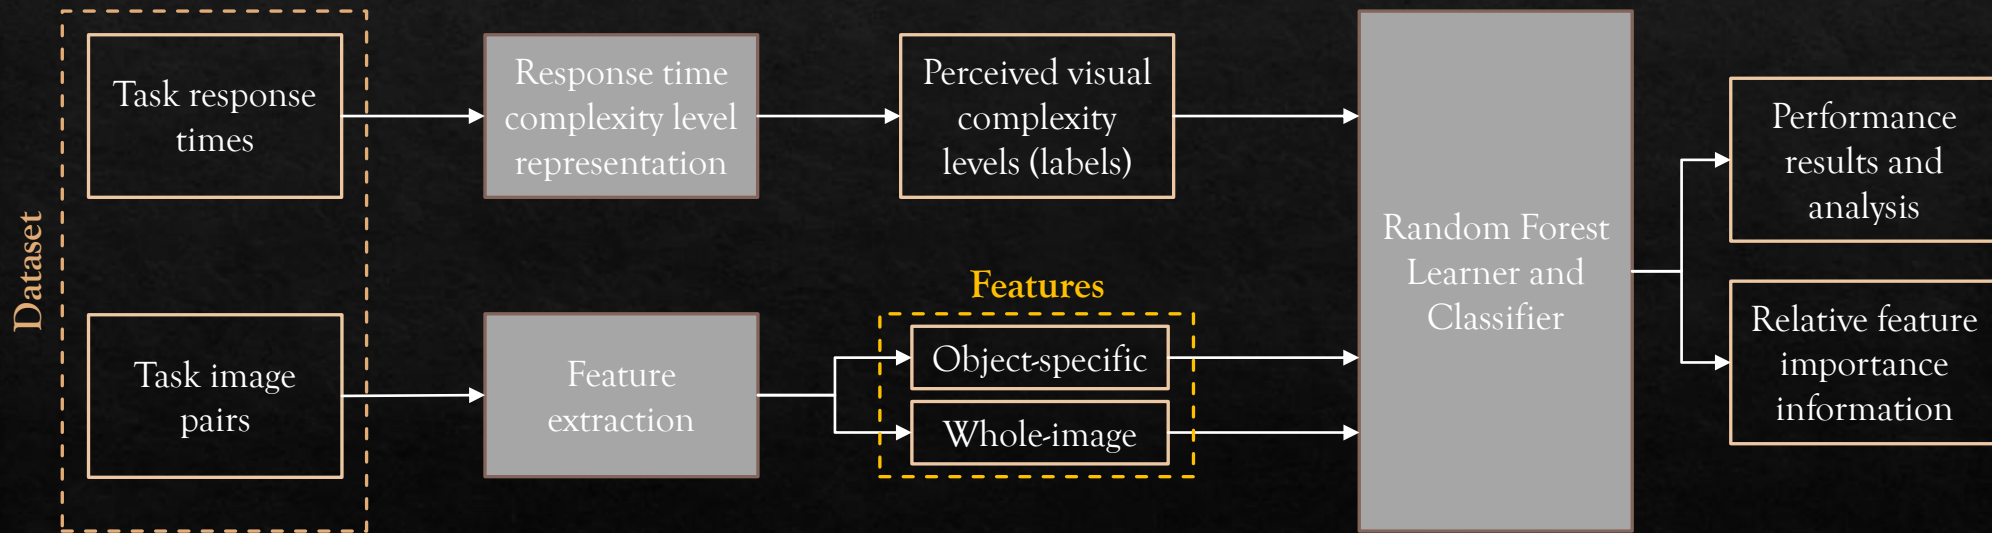 Dataset
Task response
times
Response time
complexity level
representation
Perceived visual
complexity
levels (labels)
Task image
pairs
Feature
extraction
Features
Object-specific
Whole-image
Random Forest
Learner and
Classifier
Performance
results and
analysis
Relative feature
importance
information